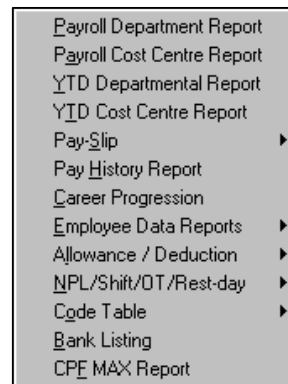 Payroll Department Report
Payroll Cost Centre Report
YTD Departmental Report
YTD Cost Centre Report
Pay-Slip
Pay History Report
Career Progression
Employee Data Reports
Allowance / Deduction
NPL/Shift/OT/Rest-day
Code Table
Bank Listing
CPF MAX Report